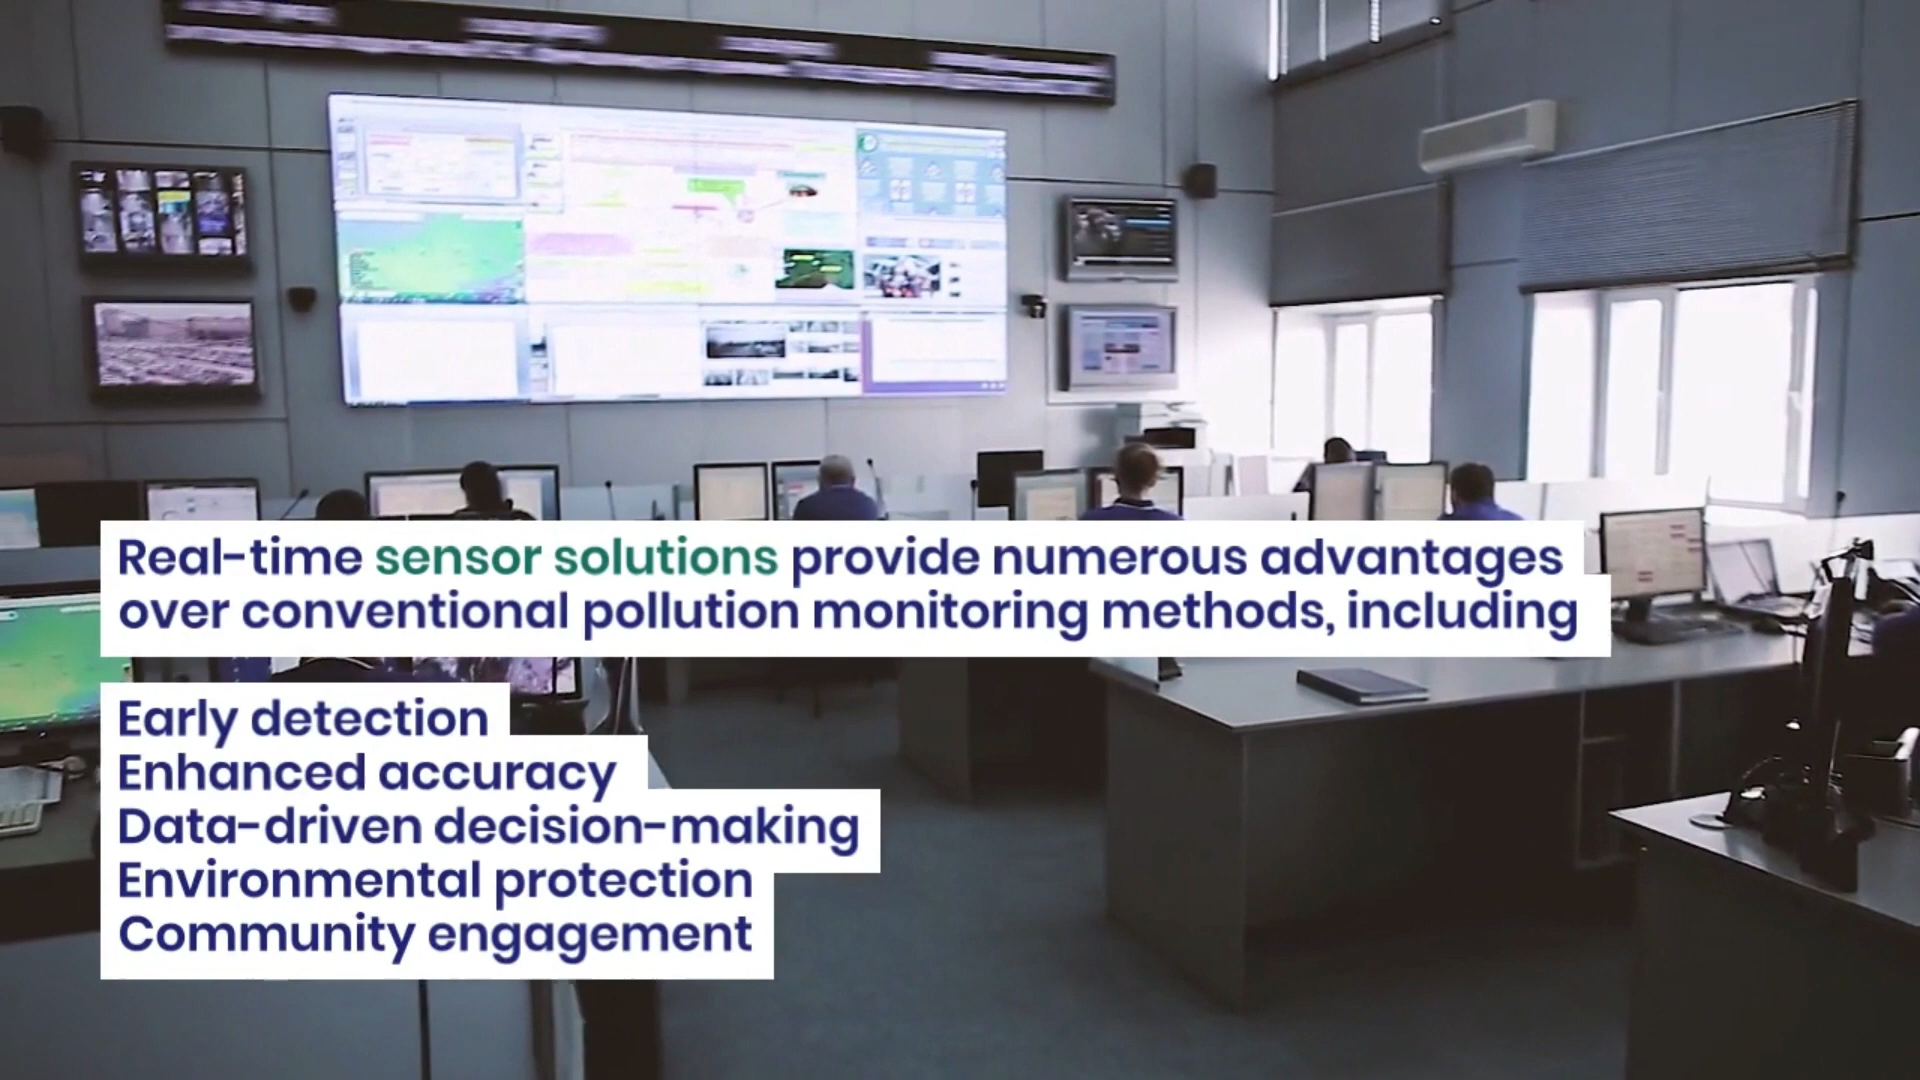 Real-time sensor solutions provide numerous advantages
over conventional pollution monitoring methods, including
Early detection
Enhanced accuracy
Data-driven decision-making
Environmental protection
Community engagement